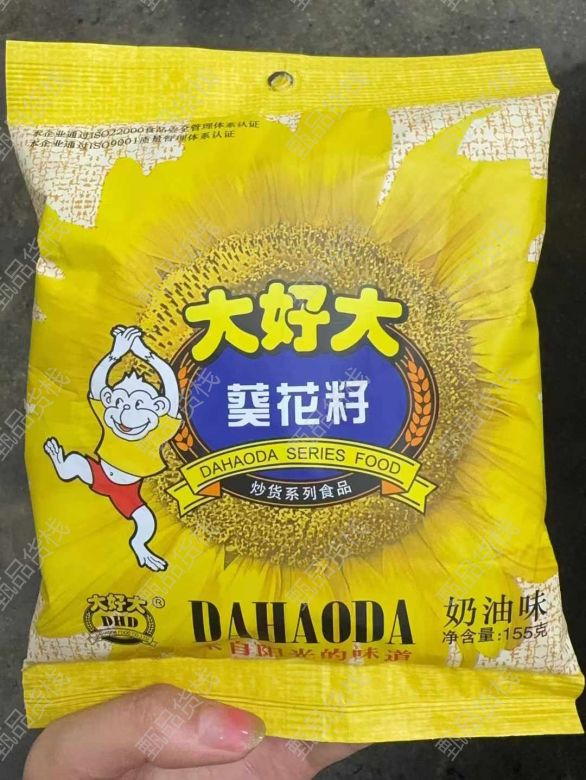 本企业通过ISO22000食品安全管理体系认证
本企业通过ISO9001质量管理体系认证
大好大
葵花籽
DAHAODA SERIES FOOD
炒货系列食品
大好大
DHD
®
DAHAODA
奶油味
净含量:155克
来自阳光的味道
甄品货栈